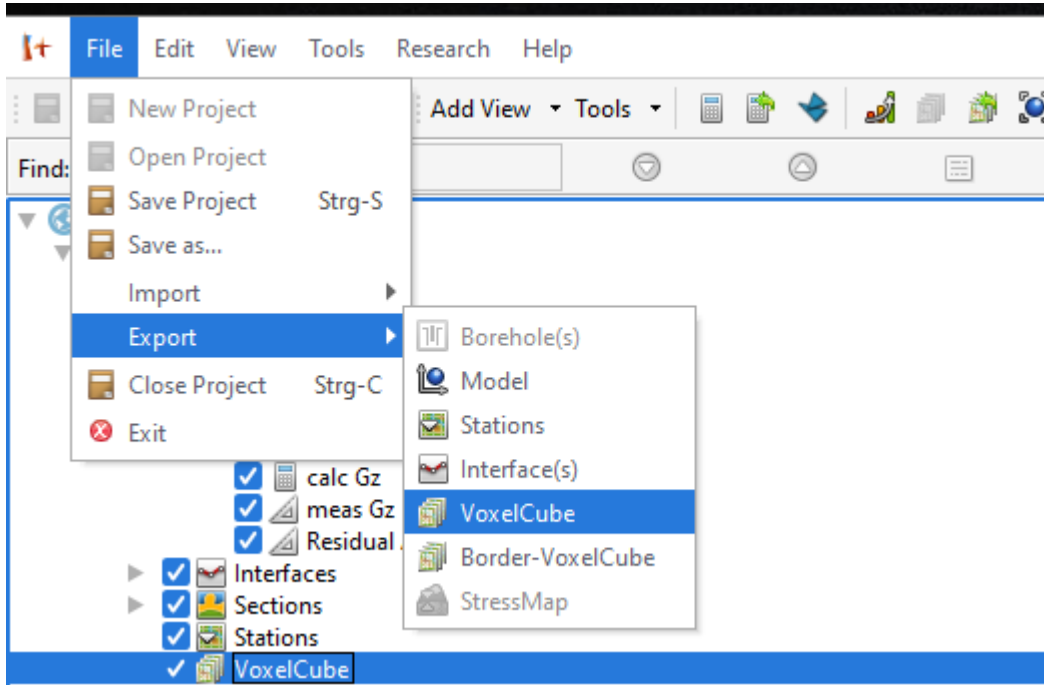 File Edit View Tools Research Help
New Project
Add View Tools
Open Project
Find:
Save Project Strg-S
Save as...
Import
Export
Borehole(s)
Close Project Strg-C
Model
Exit
Stations
calc Gz
Interface(s)
meas Gz
VoxelCube
Residual
Border-VoxelCube
Interfaces
StressMap
Sections
Stations
VoxelCube